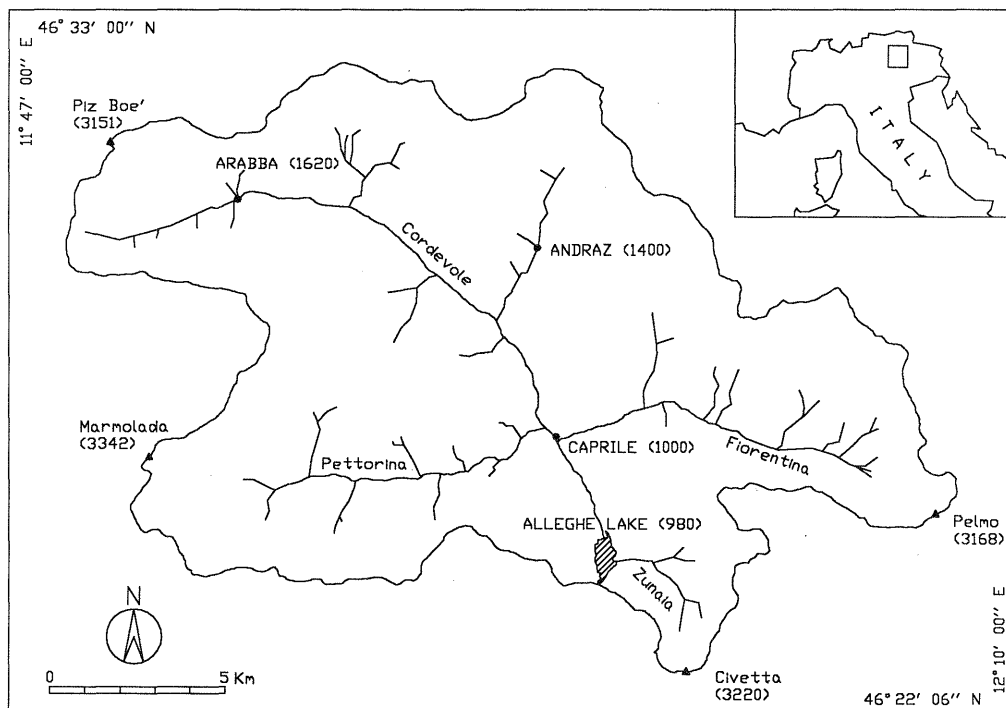 46° 33' 00'' N
11° 47' 00'' E
ITALY
Piz Boe'
(3151)
ARABBA (1620)
Cordevole
ANDRAZ (1400)
Marmolada
(3342)
Pettorina
CAPRILE (1000)
Fiorentina
ALLEGHE LAKE (980)
Pelmo
(3168)
Zunaia
N
0 5 Km
Civetta
(3220)
12° 10' 00'' E
46° 22' 06'' N